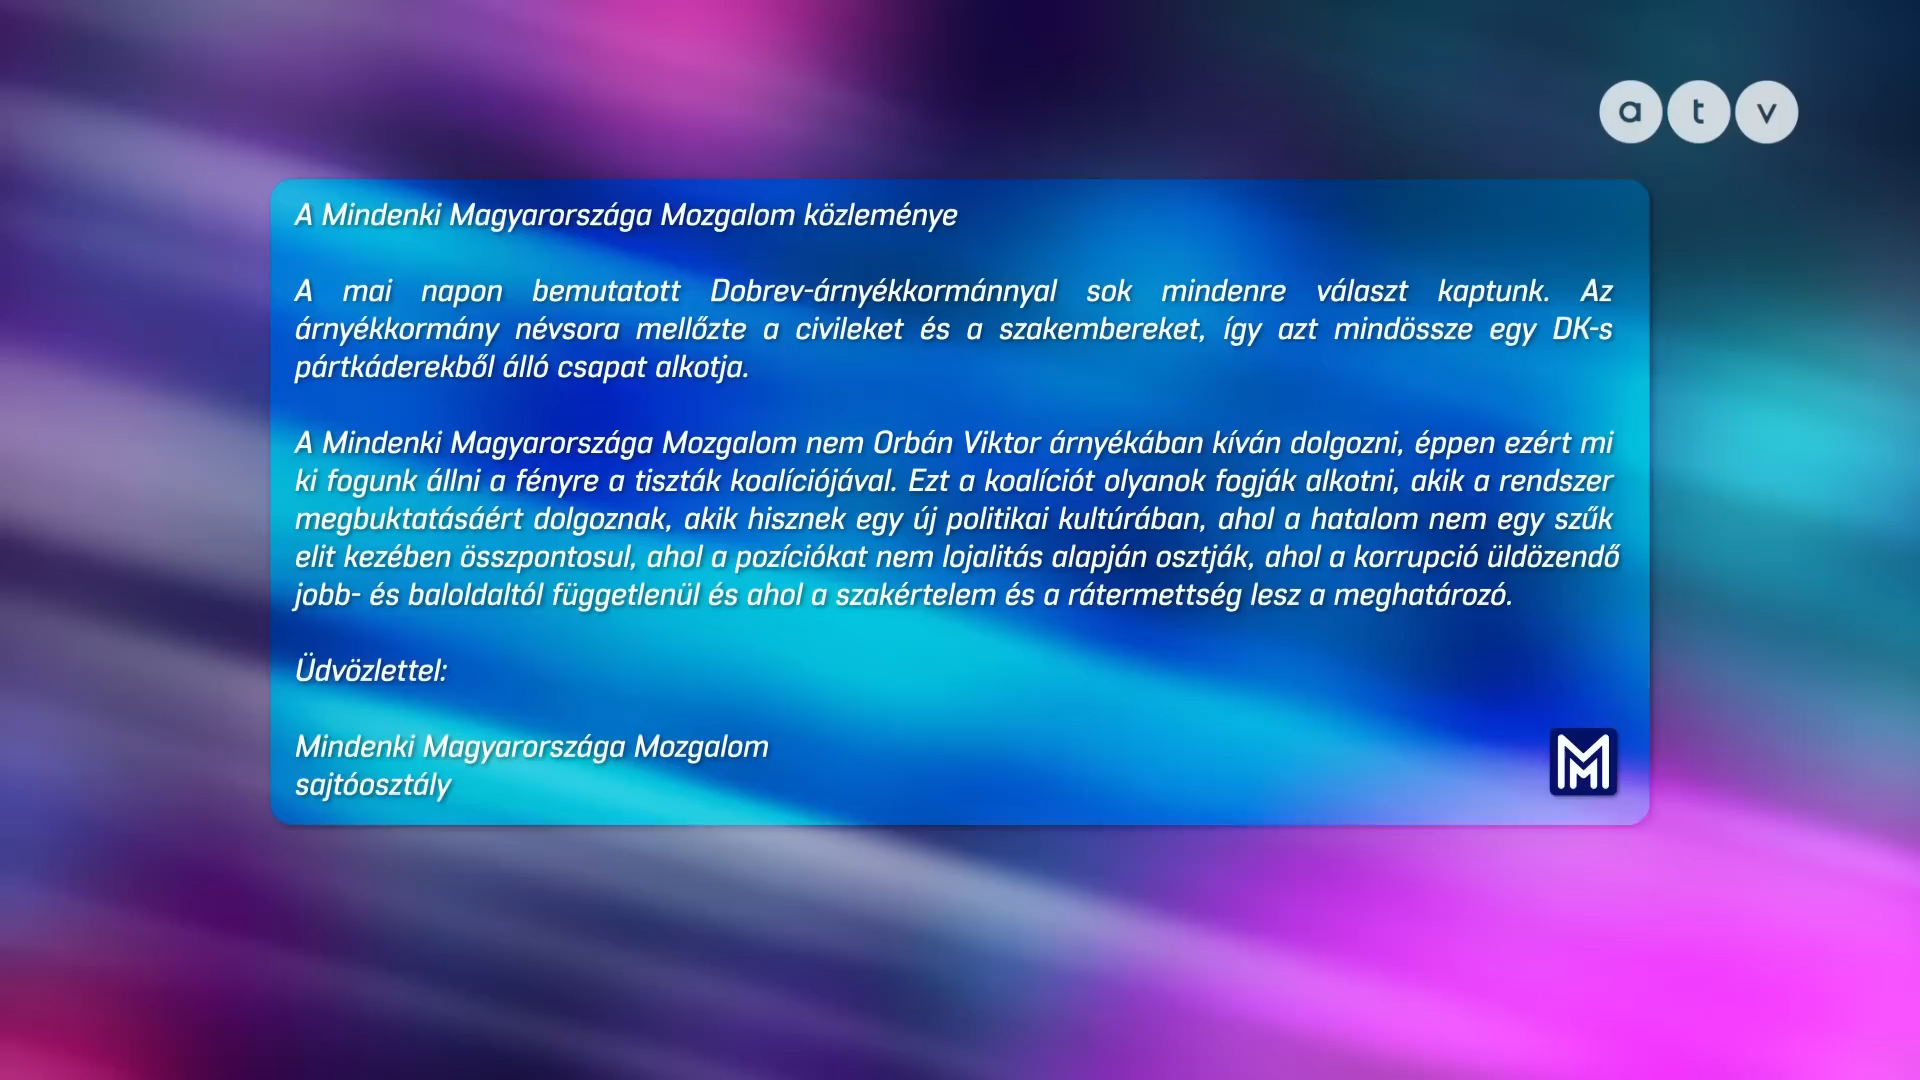 atv
A Mindenki Magyarországa Mozgalom közleménye
A mai napon bemutatott Dobrev-árnyékkormánnyal sok mindenre választ kaptunk. Az
árnyékkormány névsora mellőzte a civileket és a szakembereket, így azt mindössze egy DK-s
pártkáderekből álló csapat alkotja.
A Mindenki Magyarországa Mozgalom nem Orbán Viktor árnyékában kíván dolgozni, éppen ezért mi
ki fogunk állni a fényre a tiszták koalíciójával. Ezt a koalíciót olyanok fogják alkotni, akik a rendszer
megbuktatásáért dolgoznak, akik hisznek egy új politikai kultúrában, ahol a hatalom nem egy szűk
elit kezében összpontosul, ahol a pozíciókat nem lojalitás alapján osztják, ahol a korrupció üldözendő
jobb- és baloldaltól függetlenül és ahol a szakértelem és a rátermettség lesz a meghatározó.
Üdvözlettel:
Mindenki Magyarországa Mozgalom
sajtóosztály